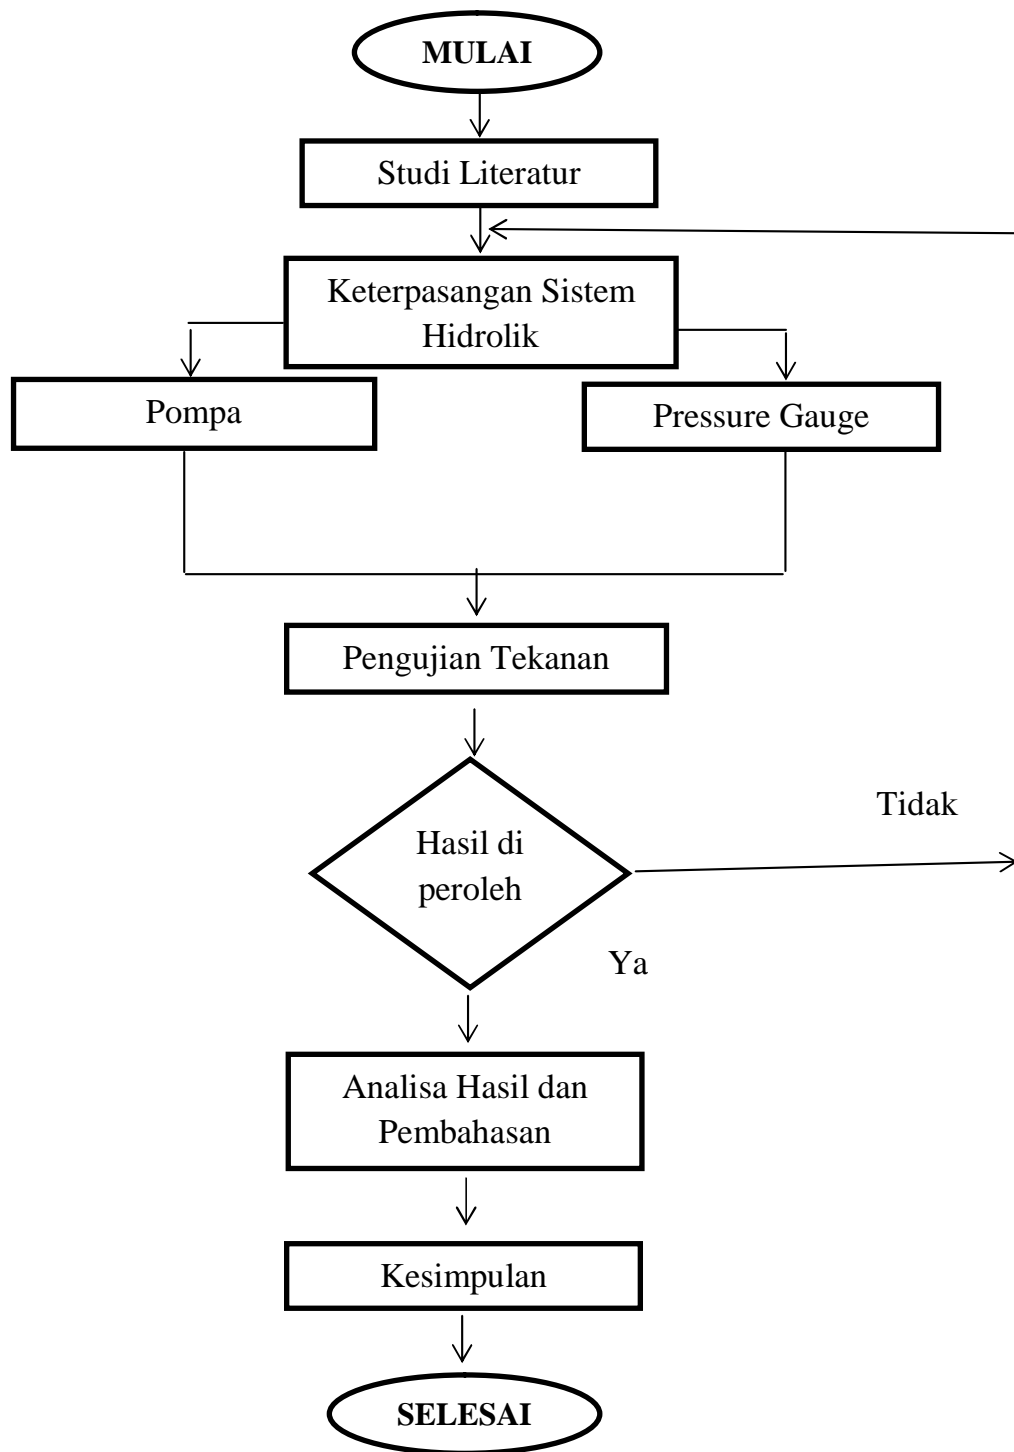 MULAI
Studi Literatur
Keterpasangan Sistem
Hidrolik
Pompa
Pressure Gauge
Pengujian Tekanan
Tidak
Hasil di
peroleh
Ya
Analisa Hasil dan
Pembahasan
Kesimpulan
SELESAI